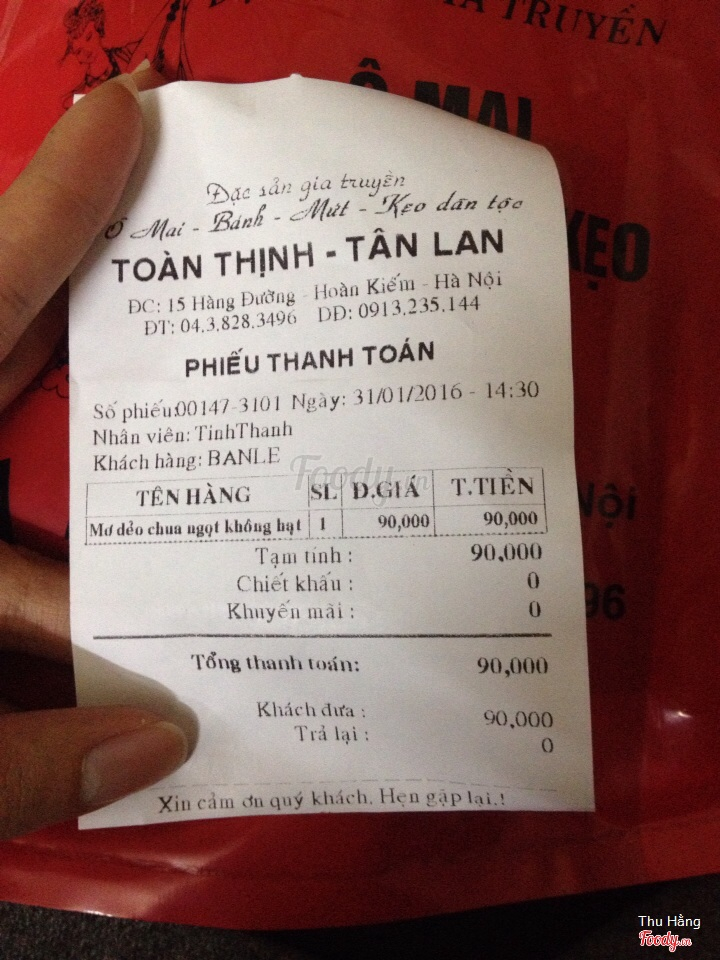 GIA TRUYỀN
Ô MAI
KẸO
Nội
96
Đặc sản gia truyền
Ô Mai - Bánh - Mứt - Kẹo dân tộc
TOÀN THỊNH - TÂN LAN
ĐC: 15 Hàng Đường - Hoàn Kiếm - Hà Nội
ĐT: 04.3.828.3496 DĐ: 0913.235.144
PHIẾU THANH TOÁN
Số phiếu:00147-3101 Ngày: 31/01/2016 - 14:30
Nhân viên: TinhThanh
Khách hàng: BANLE
Foody.vn
TÊN HÀNG SL Đ.GIÁ T.TIỀN
Mơ dẻo chua ngọt không hạt 1 90,000 90,000
Tạm tính : 90,000
Chiết khấu : 0
Khuyến mãi : 0
Tổng thanh toán: 90,000
Khách đưa : 90,000
Trả lại : 0
Xin cảm ơn quý khách. Hẹn gặp lại.!
Thu Hằng
Foody.vn